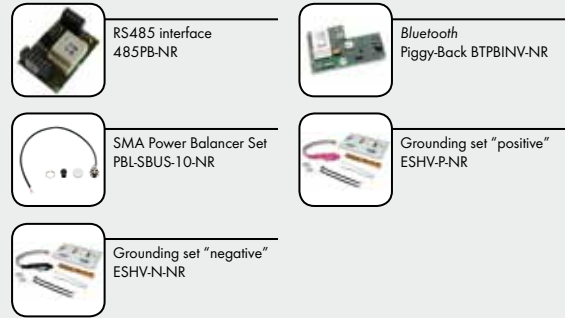 RS485 interface
485PB-NR
Bluetooth
Piggy-Back BTPBINV-NR
SMA Power Balancer Set
PBL-SBUS-10-NR
Grounding set “positive”
ESHV-P-NR
Grounding set “negative”
ESHV-N-NR